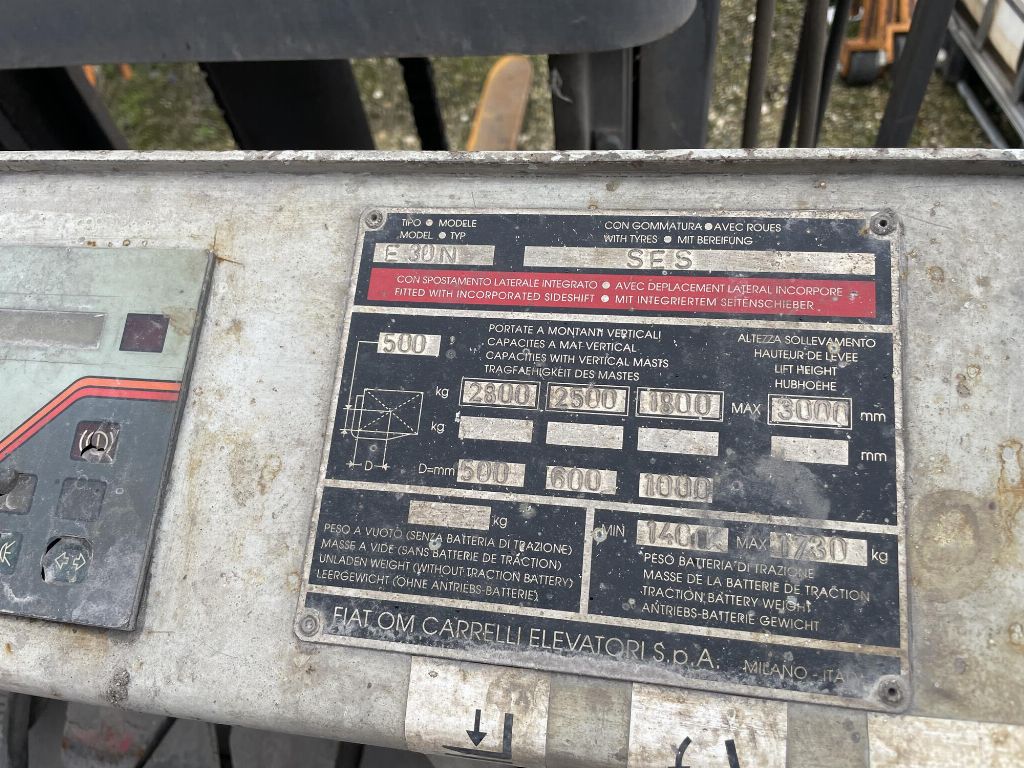 TIPO ● MODELE
MODEL ● TYP
E 30N
CON GOMMATURA ● AVEC ROUES
WITH TYRES ● MIT BEREIFUNG
SES
CON SPOSTAMENTO LATERALE INTEGRATO ● AVEC DEPLACEMENT LATERAL INCORPORE
FITTED WITH INCORPORATED SIDESHIFT ● MIT INTEGRIERTEM SEITENSCHIEBER
500
PORTATE A MONTANTI VERTICALI
CAPACITES A MAT VERTICAL
CAPACITIES WITH VERTICAL MASTS
TRAGFAEHIGKEIT DES MASTES
ALTEZZA SOLLEVAMENTO
HAUTEUR DE LEVEE
LIFT HEIGHT
HUBHOEHE
kg 2800 2500 1800 MAX 3000 mm
kg mm
D
D=mm 500 600 1000
kg
PESO A VUOTO (SENZA BATTERIA DI TRAZIONE)
MASSE A VIDE (SANS BATTERIE DE TRACTION)
UNLADEN WEIGHT (WITHOUT TRACTION BATTERY)
LEERGEWICHT (OHNE ANTRIEBS-BATTERIE)
MIN MAX 1730 kg
PESO BATTERIA DI TRAZIONE
MASSE DE LA BATTERIE DE TRACTION
TRACTION BATTERY WEIGHT
ANTRIEBS-BATTERIE GEWICHT
FIAT OM CARRELLI ELEVATORI S.p.A. MILANO - ITALY